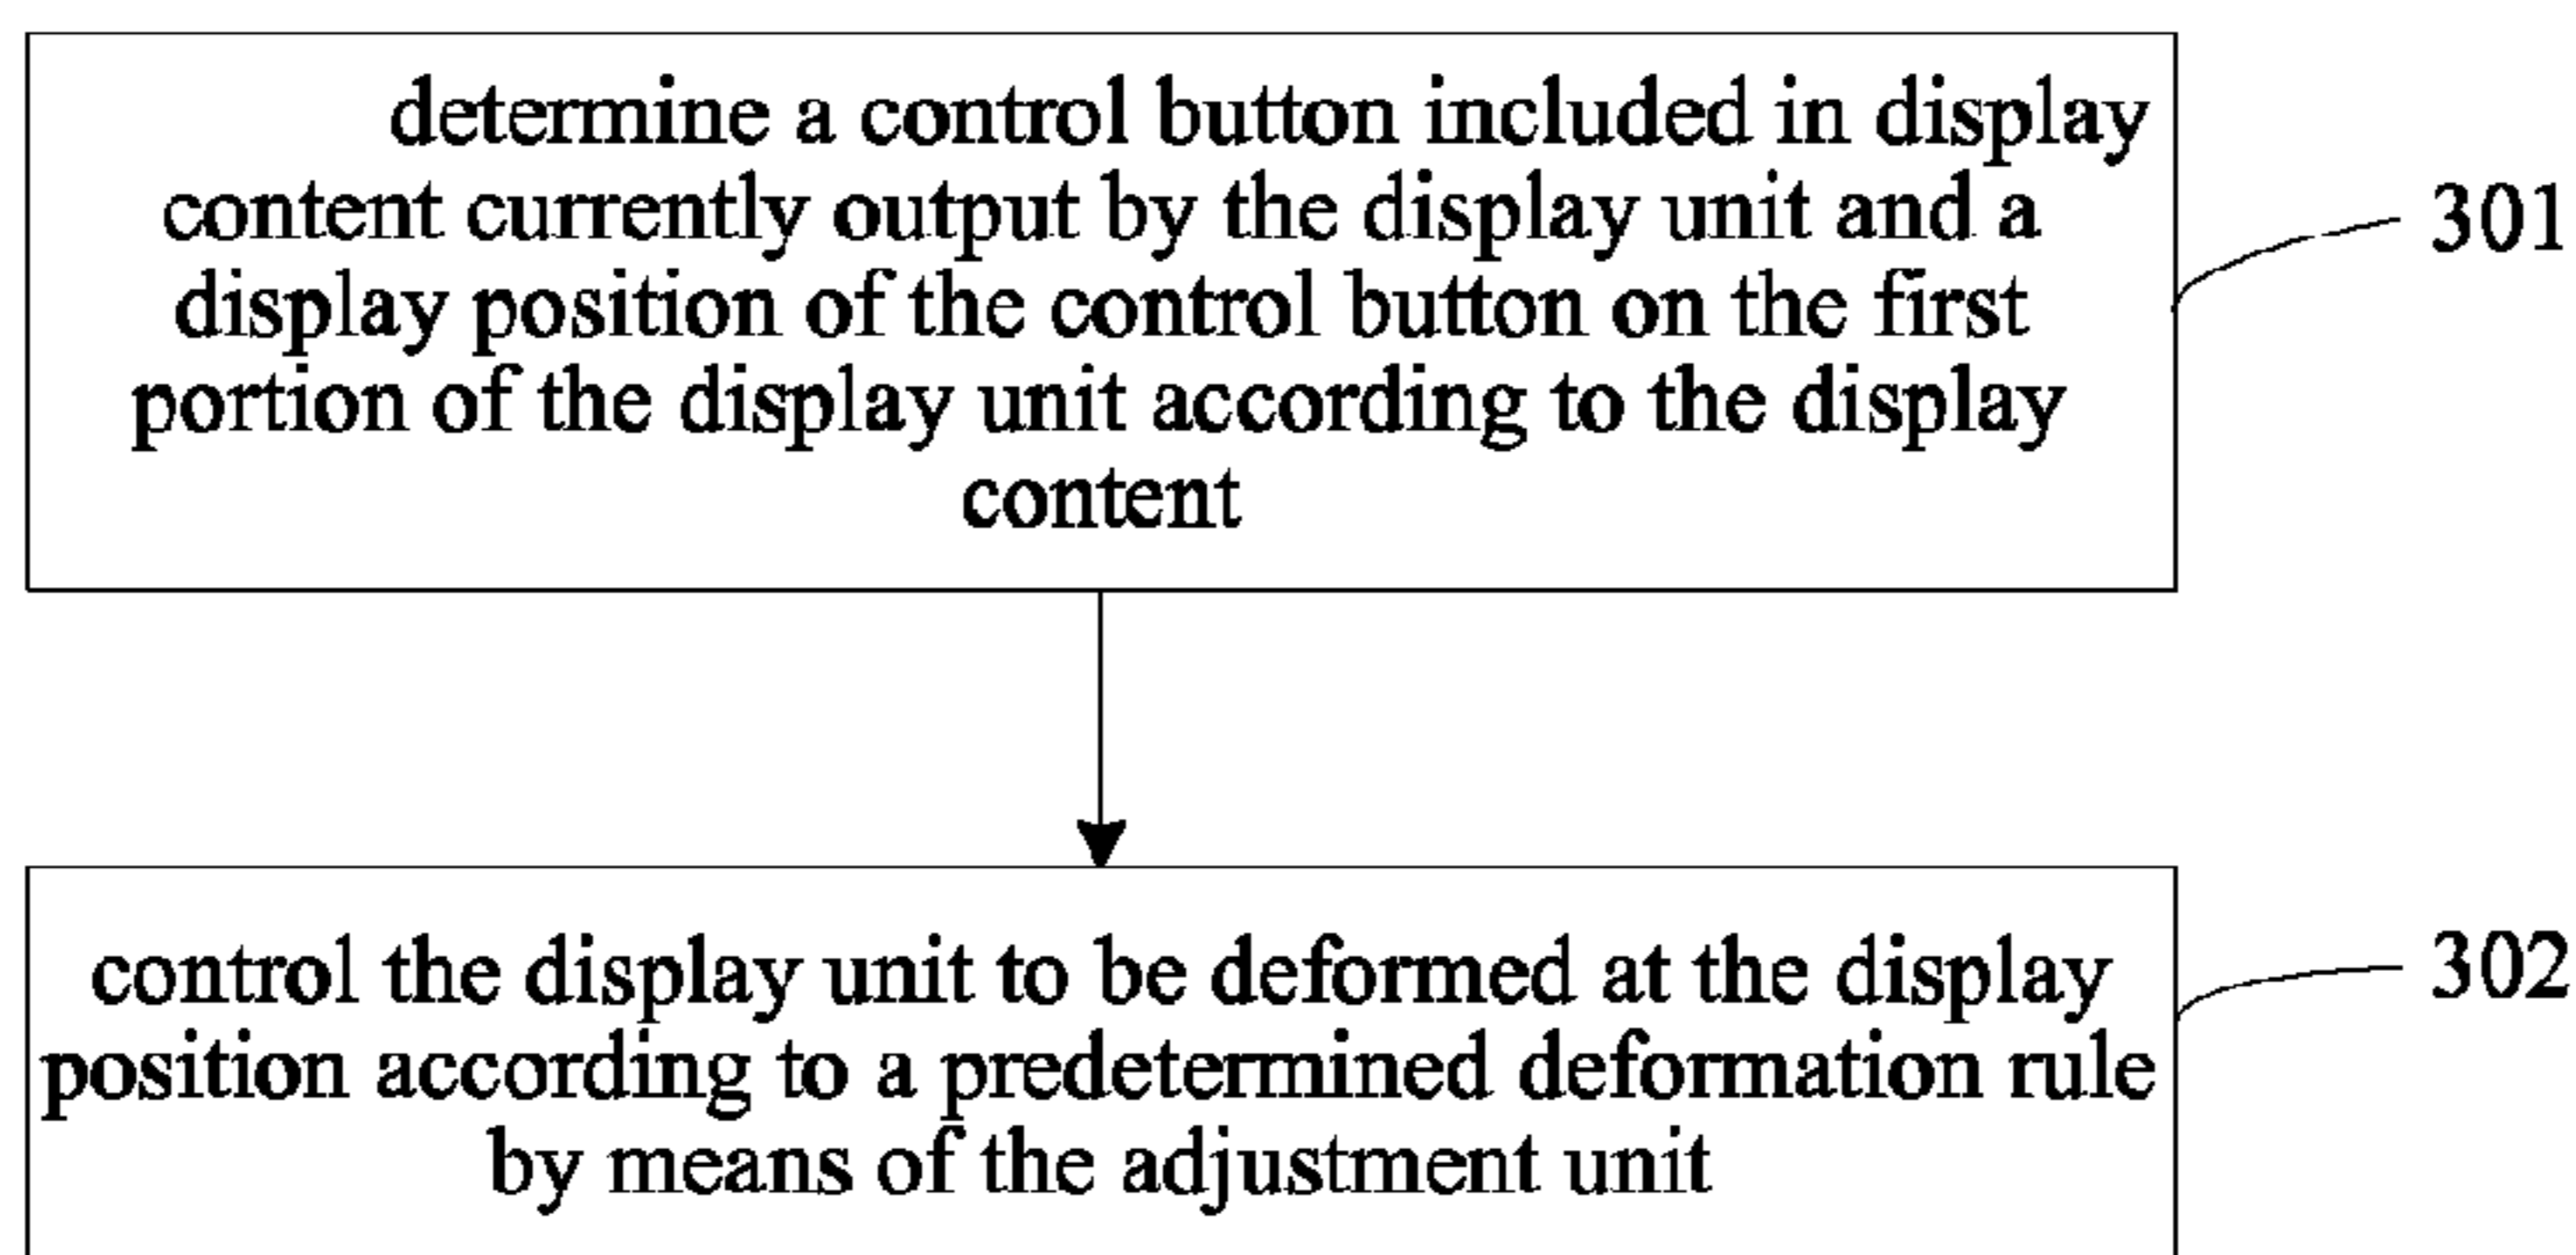 determine a control button included in display
content currently output by the display unit and a
display position of the control button on the first
portion of the display unit according to the display
content
301
control the display unit to be deformed at the display
position according to a predetermined deformation rule
by means of the adjustment unit
302